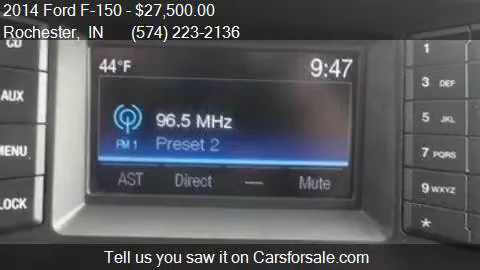 2014 Ford F-150 - $27,500.00
Rochester, IN (574) 223-2136
CD
AUX
MENU
LOCK
44°F 9:47
96.5 MHz
FM 1 Preset 2
AST Direct — Mute
1
3 DEF
5 JKL
7 PQRS
9 WXYZ
*
Tell us you saw it on Carsforsale.com